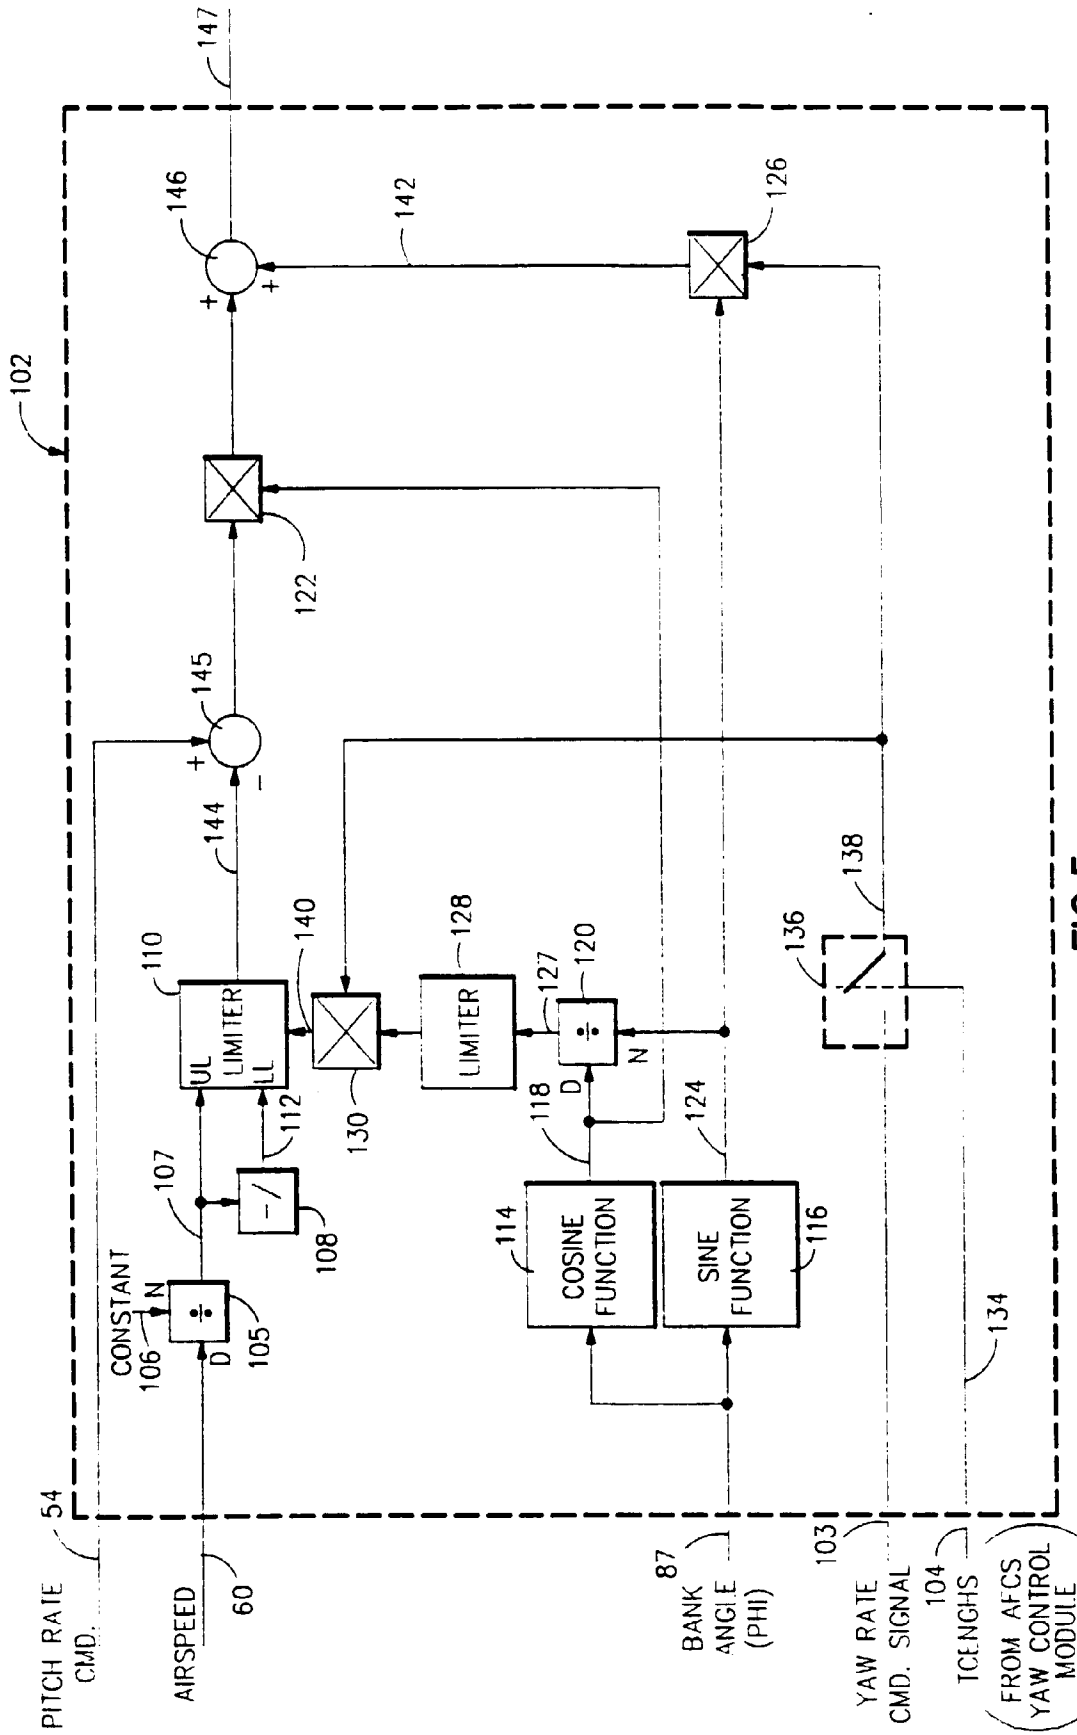 102
PITCH RATE
CMD.
54
AIRSPEED
60
CONSTANT
106
N
D
105
107
-/
108
112
UL
LIMITER
LL
110
144
+
-
145
122
+
+
146
147
140
130
LIMITER
128
127
120
÷
D
N
118
114
COSINE
FUNCTION
124
SINE
FUNCTION
116
142
126
BANK
ANGLE
(PHI)
87
YAW RATE
CMD. SIGNAL
103
136
138
TCENGHS
104
134
(FROM AFCS
YAW CONTROL
MODULE)